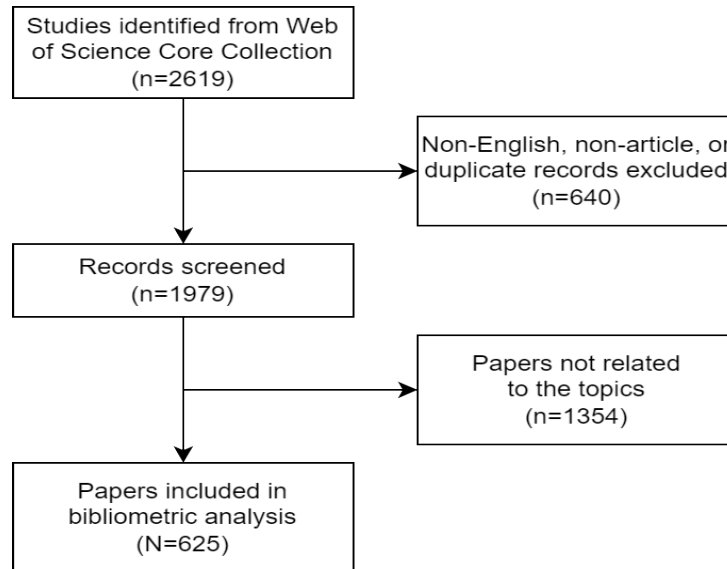 Studies identified from Web
of Science Core Collection
(n=2619)
Non-English, non-article, or
duplicate records excluded
(n=640)
Records screened
(n=1979)
Papers not related
to the topics
(n=1354)
Papers included in
bibliometric analysis
(N=625)